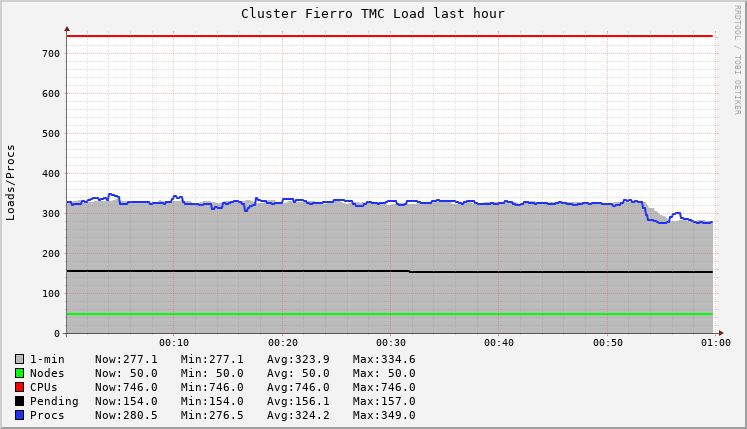 Cluster Fierro TMC Load last hour
RRDTOOL / TOBI OETIKER
Loads/Procs
700
600
500
400
300
200
100
0
00:10 00:20 00:30 00:40 00:50 01:00
1-min Now:277.1 Min:277.1 Avg:323.9 Max:334.6
Nodes Now: 50.0 Min: 50.0 Avg: 50.0 Max: 50.0
CPUs Now:746.0 Min:746.0 Avg:746.0 Max:746.0
Pending Now:154.0 Min:154.0 Avg:156.1 Max:157.0
Procs Now:280.5 Min:276.5 Avg:324.2 Max:349.0